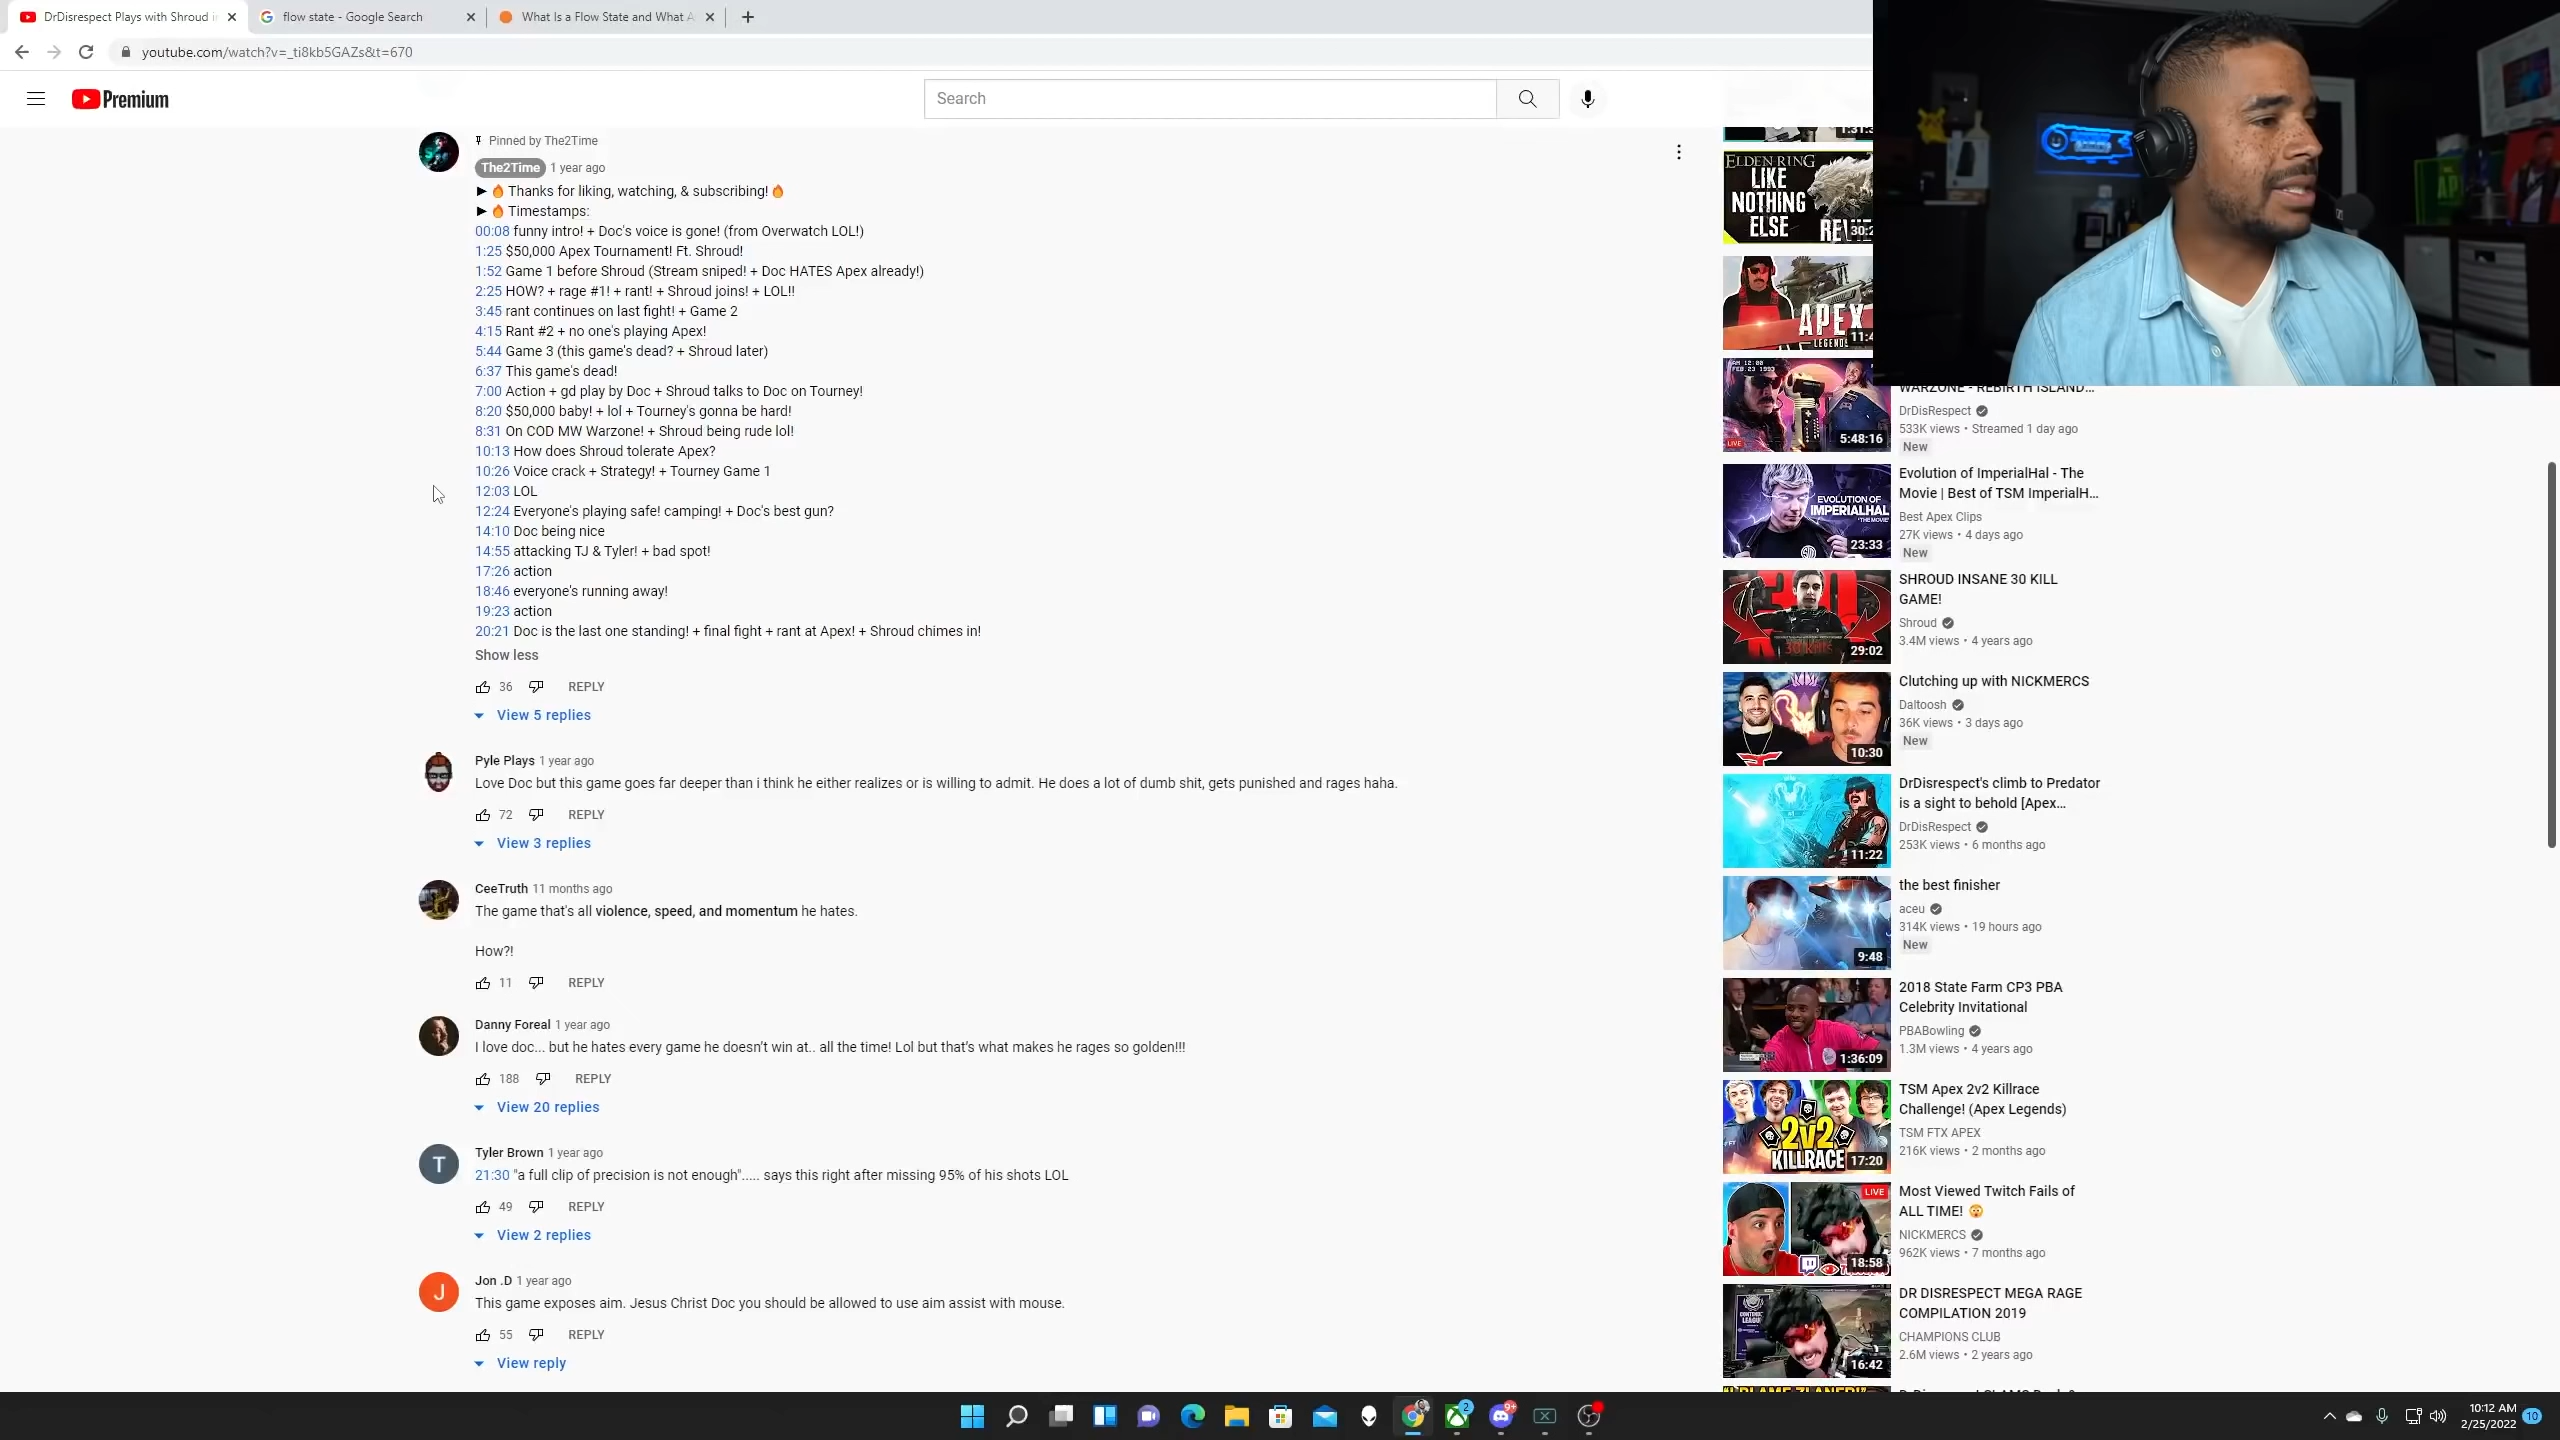 DrDisrespect Plays with Shroud i
flow state - Google Search
What Is a Flow State and What A
youtube.com/watch?v=_ti8kb5GAZs&t=670
Premium
Search
Pinned by The2Time
The2Time 1 year ago
►🔥Thanks for liking, watching, & subscribing!🔥
►🔥Timestamps:
00:08 funny intro! + Doc's voice is gone! (from Overwatch LOL!)
1:25 $50,000 Apex Tournament! Ft. Shroud!
1:52 Game 1 before Shroud (Stream sniped! + Doc HATES Apex already!)
2:25 HOW? + rage #1! + rant! + Shroud joins! + LOL!!
3:45 rant continues on last fight! + Game 2
4:15 Rant #2 + no one's playing Apex!
5:44 Game 3 (this game's dead? + Shroud later)
6:37 This game's dead!
7:00 Action + gd play by Doc + Shroud talks to Doc on Tourney!
8:20 $50,000 baby! + lol + Tourney's gonna be hard!
8:31 On COD MW Warzone! + Shroud being rude lol!
10:13 How does Shroud tolerate Apex?
10:26 Voice crack + Strategy! + Tourney Game 1
12:03 LOL
12:24 Everyone's playing safe! camping! + Doc's best gun?
14:10 Doc being nice
14:55 attacking TJ & Tyler! + bad spot!
17:26 action
18:46 everyone's running away!
19:23 action
20:21 Doc is the last one standing! + final fight + rant at Apex! + Shroud chimes in!
Show less
36 REPLY
View 5 replies
Pyle Plays 1 year ago
Love Doc but this game goes far deeper than i think he either realizes or is willing to admit. He does a lot of dumb shit, gets punished and rages haha.
72 REPLY
View 3 replies
CeeTruth 11 months ago
The game that's all violence, speed, and momentum he hates.
How?!
11 REPLY
Danny Foreal 1 year ago
I love doc... but he hates every game he doesn't win at.. all the time! Lol but that's what makes he rages so golden!!!
188 REPLY
View 20 replies
Tyler Brown 1 year ago
21:30 "a full clip of precision is not enough"..... says this right after missing 95% of his shots LOL
49 REPLY
View 2 replies
T
Jon .D 1 year ago
This game exposes aim. Jesus Christ Doc you should be allowed to use aim assist with mouse.
55 REPLY
View reply
J
ELDEN RING
LIKE
NOTHING
ELSE
APEX
LEGENDS
WARZONE - REBIRTH ISLAND...
DrDisRespect
533K views • Streamed 1 day ago
New
LIVE
5:48:16
Evolution of ImperialHal - The
Movie | Best of TSM ImperialH...
Best Apex Clips
27K views • 4 days ago
New
EVOLUTION OF
IMPERIALHAL
23:33
SHROUD INSANE 30 KILL
GAME!
Shroud
3.4M views • 4 years ago
29:02
Clutching up with NICKMERCS
Daltoosh
36K views • 3 days ago
New
10:30
DrDisrespect's climb to Predator
is a sight to behold [Apex...
DrDisRespect
253K views • 6 months ago
11:22
the best finisher
aceu
314K views • 19 hours ago
New
9:48
2018 State Farm CP3 PBA
Celebrity Invitational
PBABowling
1.3M views • 4 years ago
1:36:09
TSM Apex 2v2 Killrace
Challenge! (Apex Legends)
TSM FTX APEX
216K views • 2 months ago
2V2
KILLRACE
17:20
Most Viewed Twitch Fails of
ALL TIME! 😲
NICKMERCS
962K views • 7 months ago
LIVE
18:58
DR DISRESPECT MEGA RAGE
COMPILATION 2019
CHAMPIONS CLUB
2.6M views • 2 years ago
16:42
2
9+
10:12 AM
2/25/2022
10